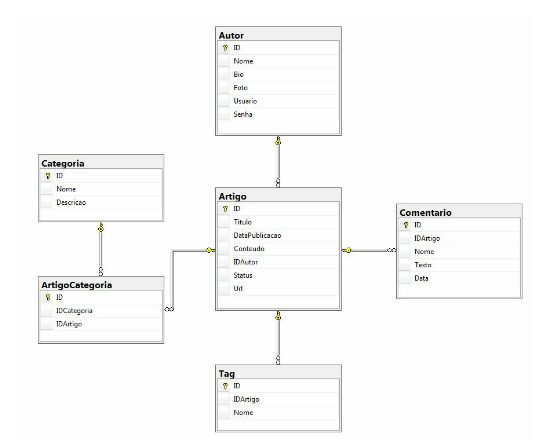 Autor
ID
Nome
Bio
Foto
Usuario
Senha
Categoria
ID
Nome
Descricao
Artigo
ID
Titulo
DataPublicacao
Conteudo
IDAutor
Status
Url
Comentario
ID
IDArtigo
Nome
Texto
Data
ArtigoCategoria
ID
IDCategoria
IDArtigo
Tag
ID
IDArtigo
Nome